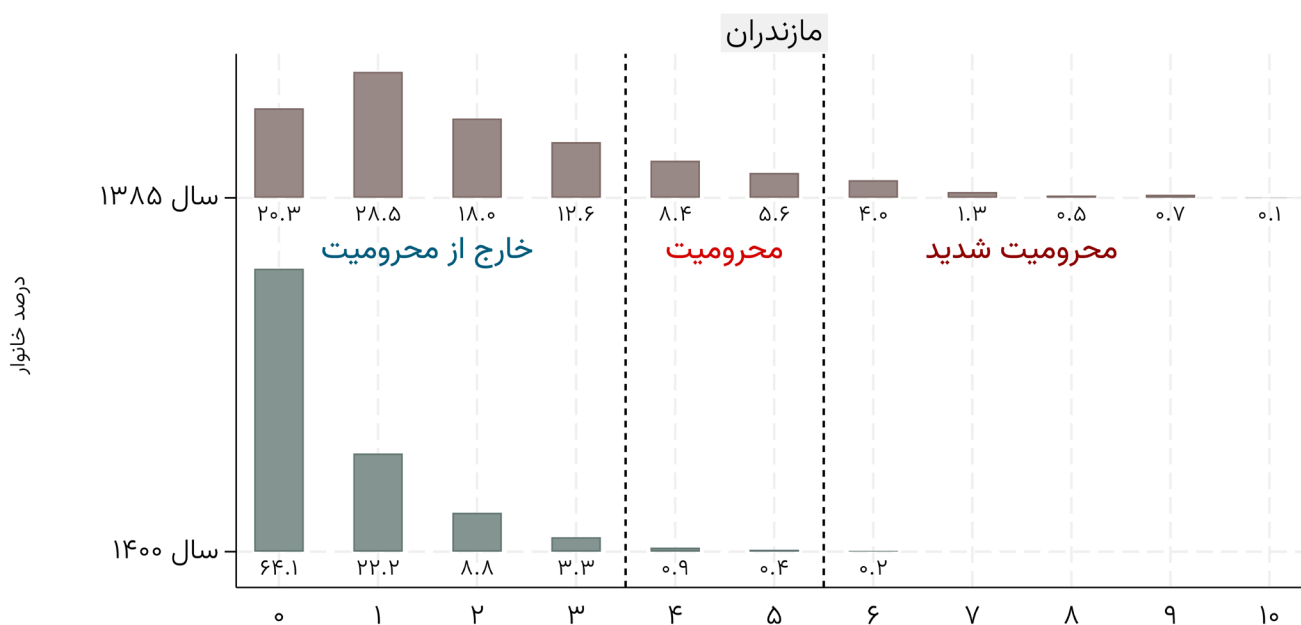 مازندران
سال ۱۳۸۵
۲۰.۳ ۲۸.۵ ۱۸.۰ ۱۲.۶ ۸.۴ ۵.۶ ۴.۰ ۱.۳ ۰.۵ ۰.۷ ۰.۱
خارج از محرومیت
محرومیت
محرومیت شدید
درصد خانوار
سال ۱۴۰۰
۶۴.۱ ۲۲.۲ ۸.۸ ۳.۳ ۰.۹ ۰.۴ ۰.۲
۰ ۱ ۲ ۳ ۴ ۵ ۶ ۷ ۸ ۹ ۱۰